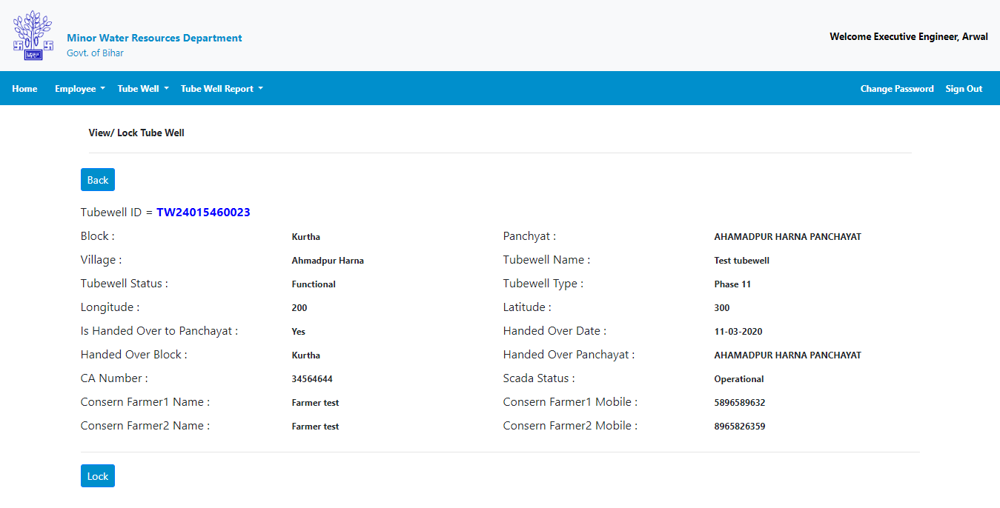 Minor Water Resources Department
Govt. of Bihar
Welcome Executive Engineer, Arwal
Home Employee Tube Well Tube Well Report Change Password Sign Out
View/ Lock Tube Well
Back
Tubewell ID = TW24015460023
Block : Kurtha Panchyat : AHAMADPUR HARNA PANCHAYAT
Village : Ahmadpur Harna Tubewell Name : Test tubewell
Tubewell Status : Functional Tubewell Type : Phase 11
Longitude : 200 Latitude : 300
Is Handed Over to Panchayat : Yes Handed Over Date : 11-03-2020
Handed Over Block : Kurtha Handed Over Panchayat : AHAMADPUR HARNA PANCHAYAT
CA Number : 34564644 Scada Status : Operational
Consern Farmer1 Name : Farmer test Consern Farmer1 Mobile : 5896589632
Consern Farmer2 Name : Farmer test Consern Farmer2 Mobile : 8965826359
Lock